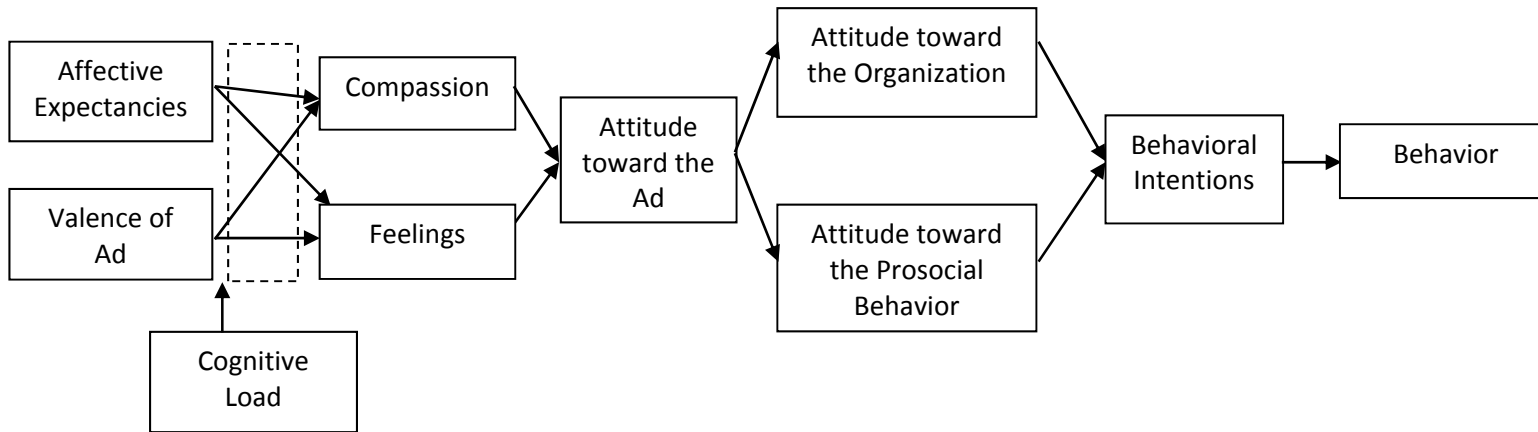 Affective
Expectancies
Valence of
Ad
Cognitive
Load
Compassion
Feelings
Attitude
toward the
Ad
Attitude toward
the Organization
Attitude toward
the Prosocial
Behavior
Behavioral
Intentions
Behavior